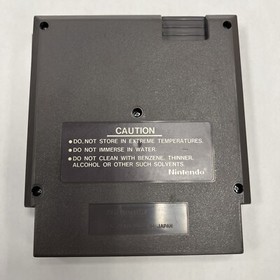 CAUTION
• DO NOT STORE IN EXTREME TEMPERATURES.
• DO NOT IMMERSE IN WATER.
• DO NOT CLEAN WITH BENZENE, THINNER,
ALCOHOL OR OTHER SUCH SOLVENTS.
Nintendo
JAPAN